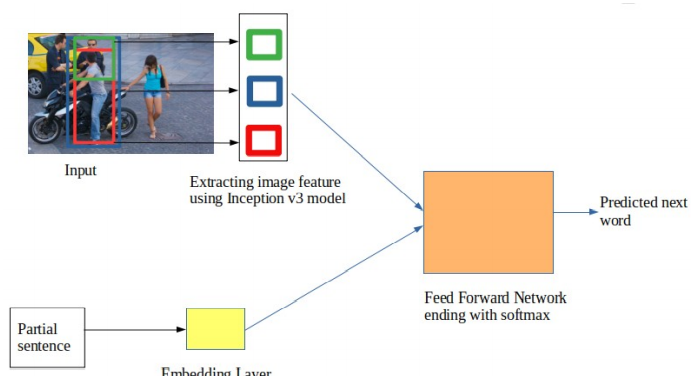 Input
Extracting image feature
using Inception v3 model
Predicted next
word
Feed Forward Network
ending with softmax
Partial
sentence
Embedding Layer